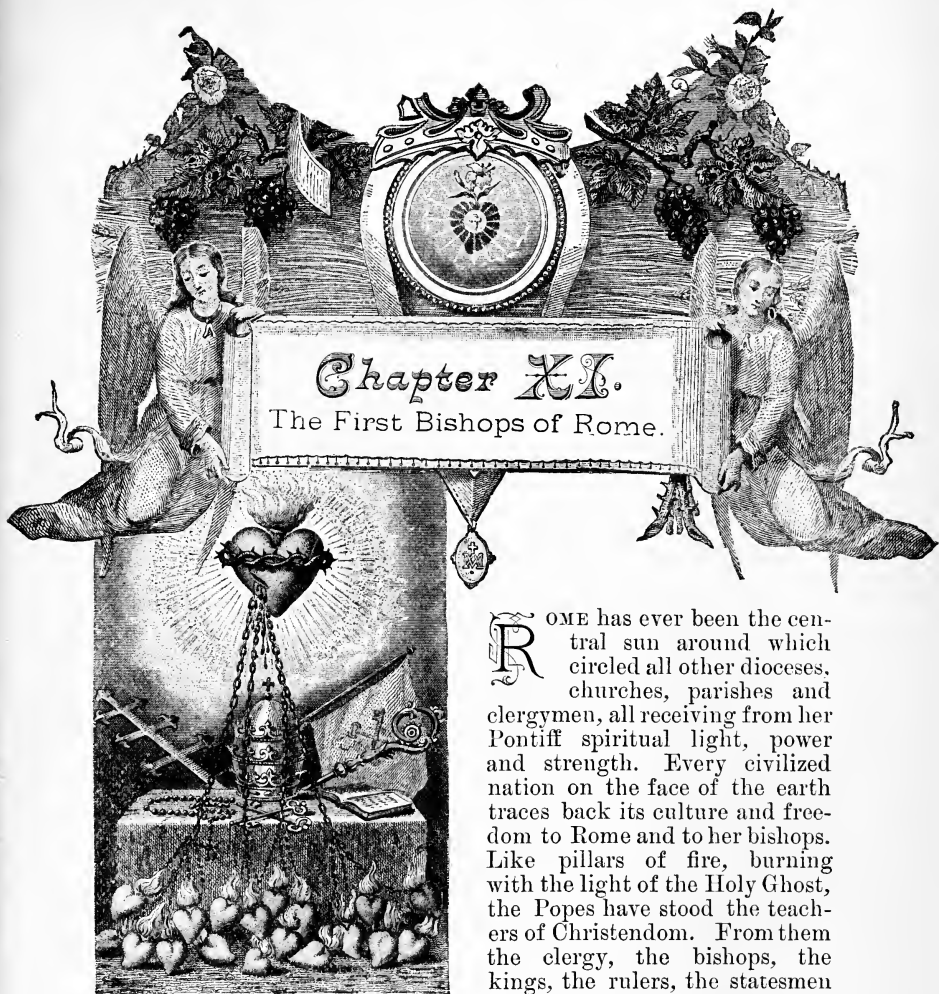 Chapter XI.
The First Bishops of Rome.
ROME has ever been the cen-
tral sun around which
circled all other dioceses,
churches, parishes and
clergymen, all receiving from her
Pontiff spiritual light, power
and strength. Every civilized
nation on the face of the earth
traces back its culture and free-
dom to Rome and to her bishops.
Like pillars of fire, burning
with the light of the Holy Ghost,
the Popes have stood the teach-
ers of Christendom. From them
the clergy, the bishops, the
kings, the rulers, the statesmen